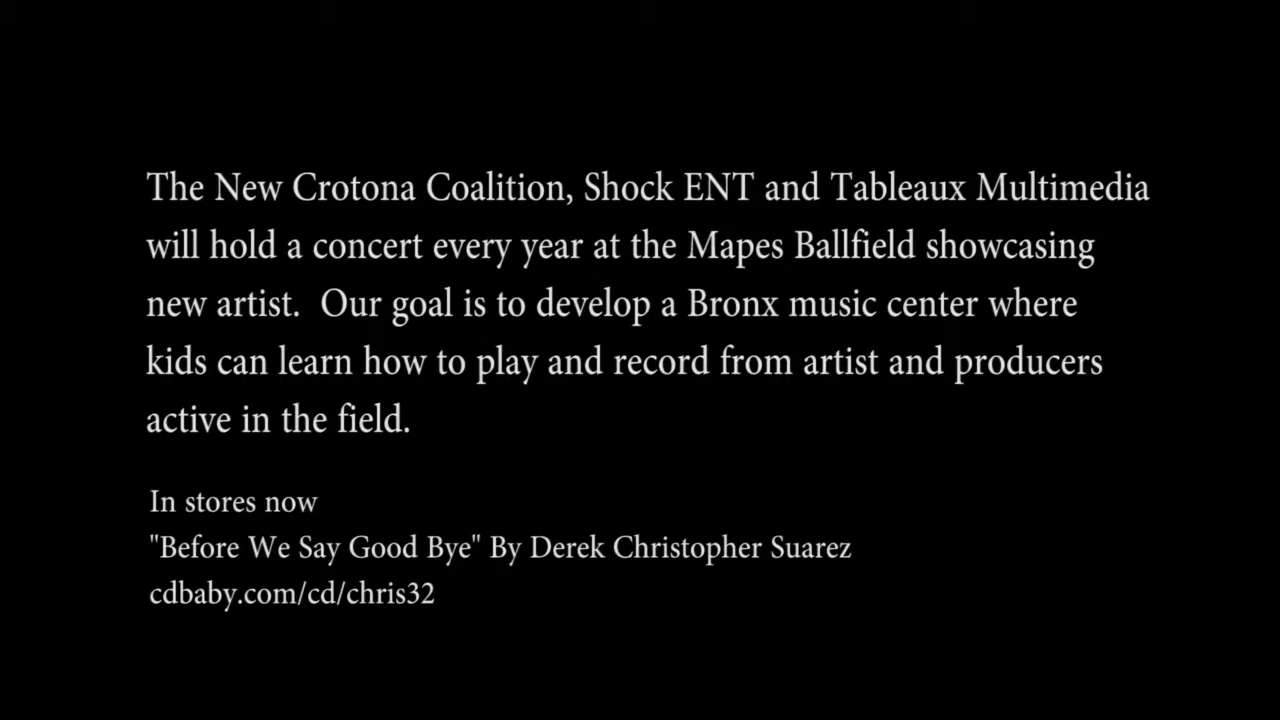 The New Crotona Coalition, Shock ENT and Tableaux Multimedia
will hold a concert every year at the Mapes Ballfield showcasing
new artist.  Our goal is to develop a Bronx music center where
kids can learn how to play and record from artist and producers
active in the field.
In stores now
"Before We Say Good Bye" By Derek Christopher Suarez
cdbaby.com/cd/chris32